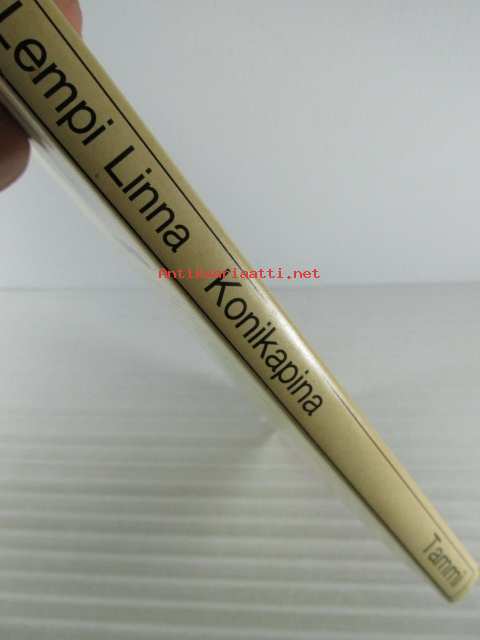 Lempi Linna Konikapina Tammi
Antikvariaatti.net